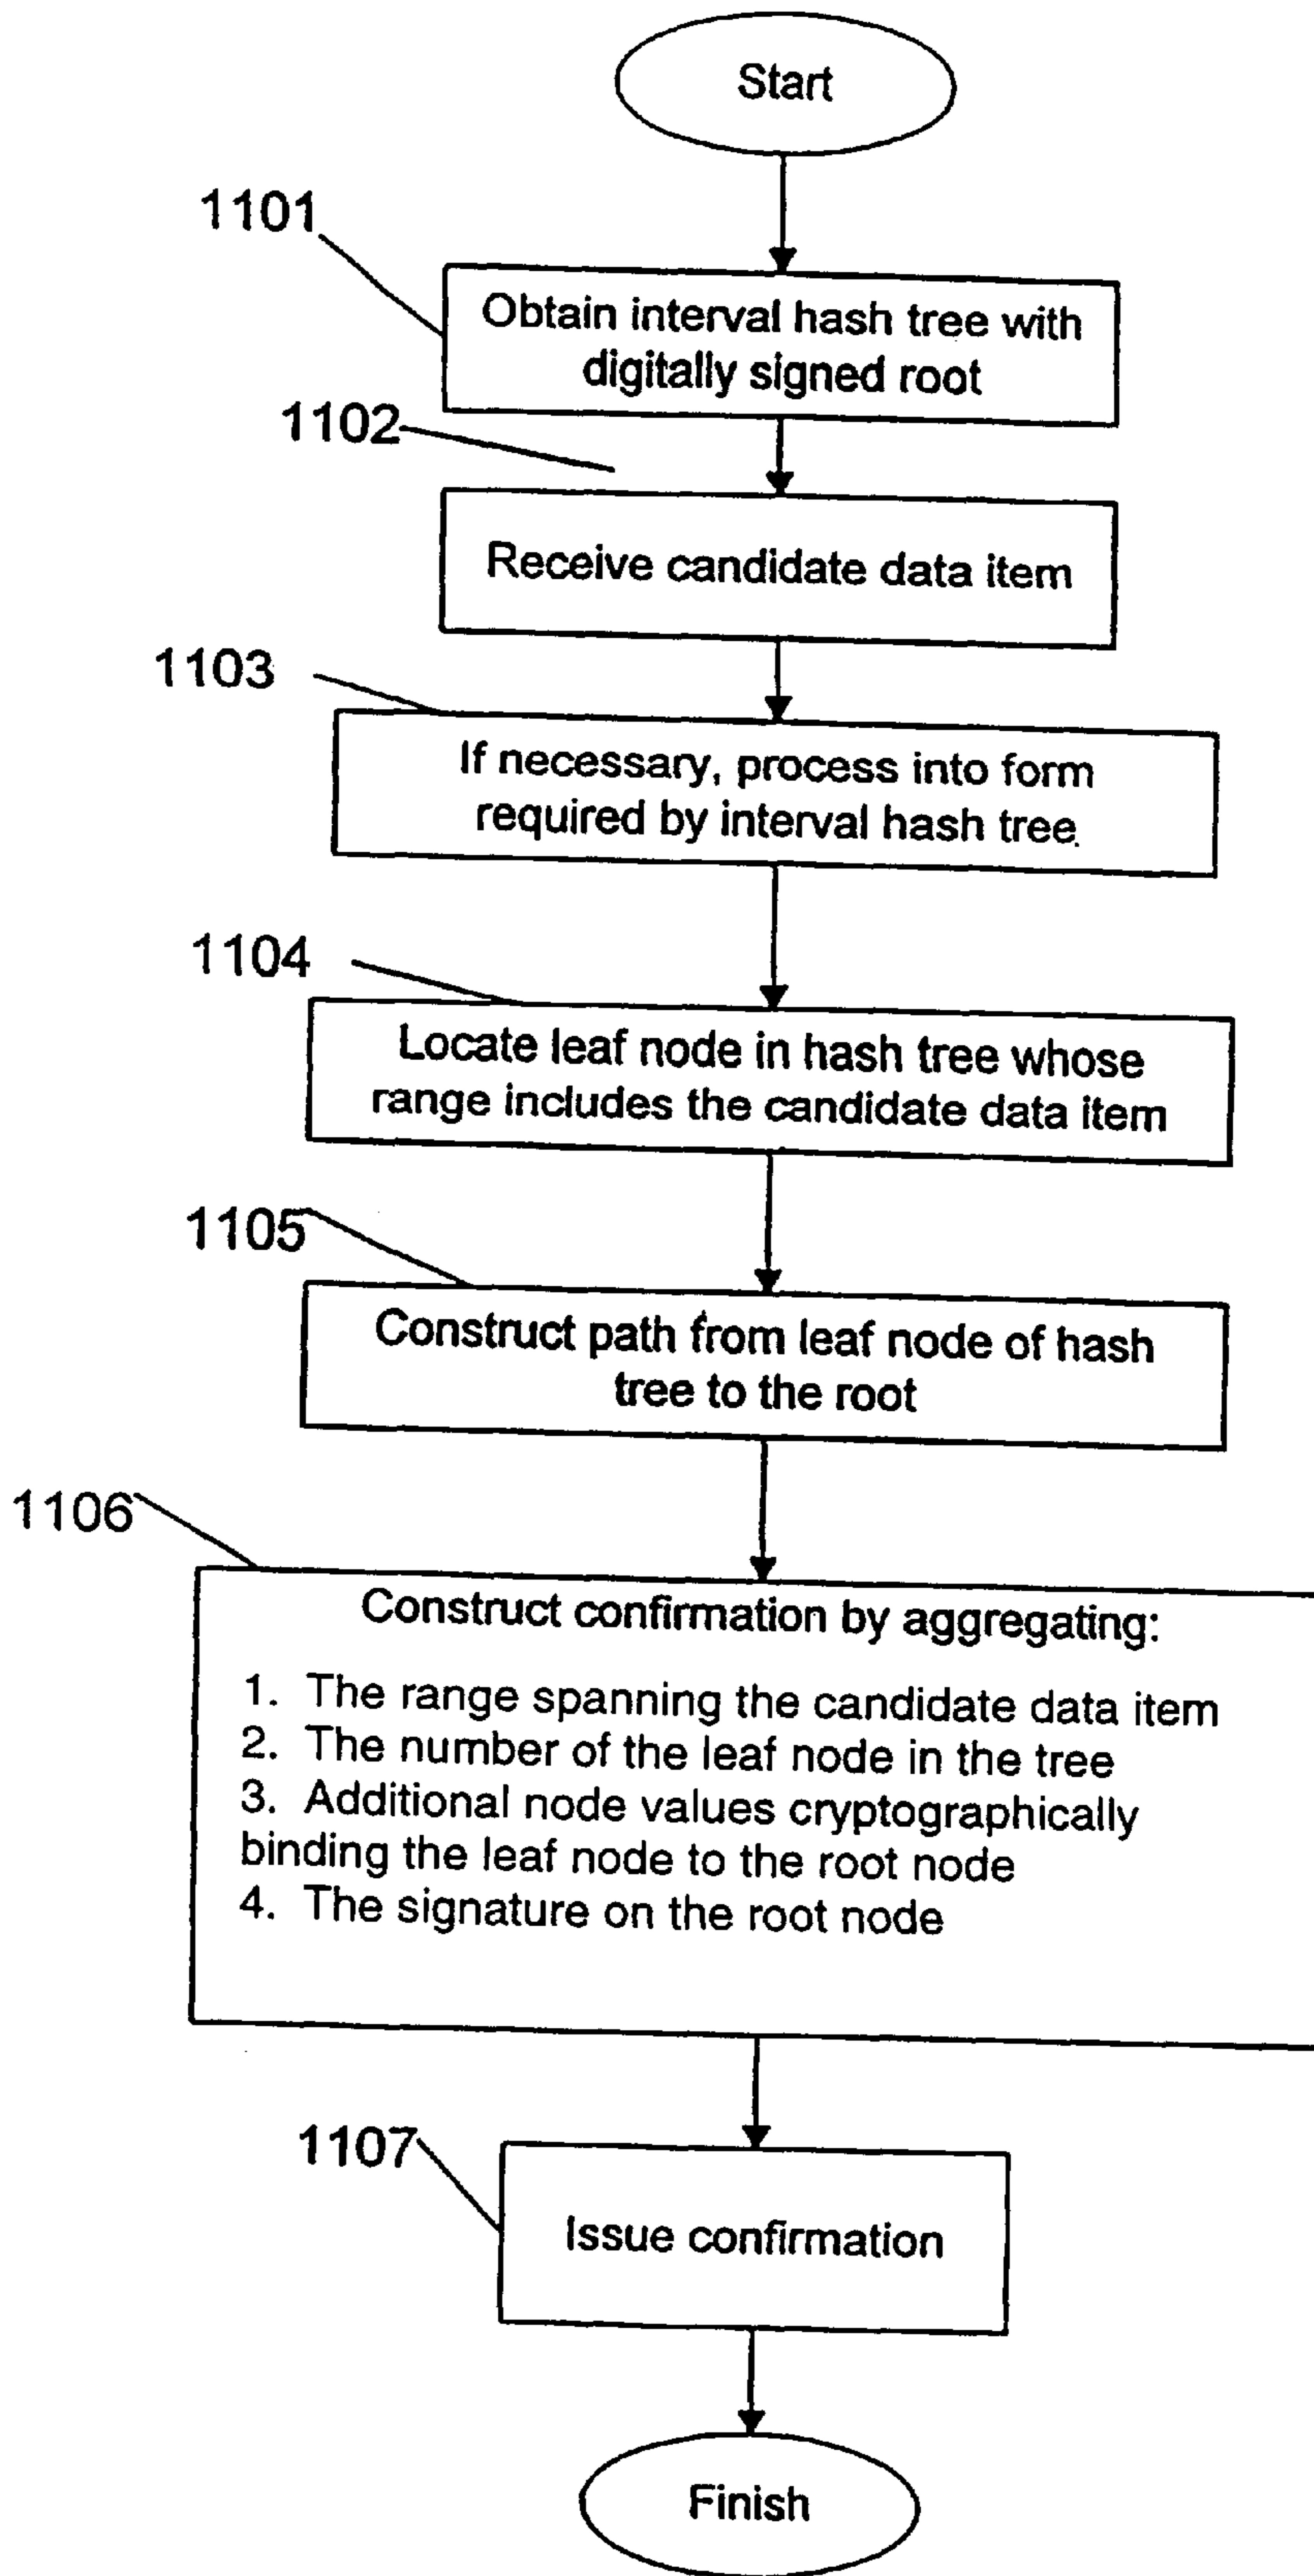 Start
1101
Obtain interval hash tree with
digitally signed root
1102
Receive candidate data item
1103
If necessary, process into form
required by interval hash tree.
1104
Locate leaf node in hash tree whose
range includes the candidate data item
1105
Construct path from leaf node of hash
tree to the root
1106
Construct confirmation by aggregating:
1. The range spanning the candidate data item
2. The number of the leaf node in the tree
3. Additional node values cryptographically
binding the leaf node to the root node
4. The signature on the root node
1107
Issue confirmation
Finish